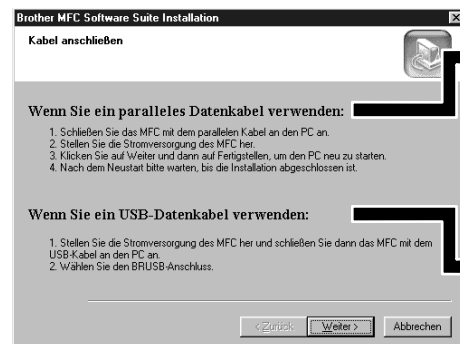 Brother MFC Software Suite Installation
Kabel anschließen
Wenn Sie ein paralleles Datenkabel verwenden:
1. Schließen Sie das MFC mit dem parallelen Kabel an den PC an.
2. Stellen Sie die Stromversorgung des MFC her.
3. Klicken Sie auf Weiter und dann auf Fertigstellen, um den PC neu zu starten.
4. Nach dem Neustart bitte warten, bis die Installation abgeschlossen ist.
Wenn Sie ein USB-Datenkabel verwenden:
1. Stellen Sie die Stromversorgung des MFC her und schließen Sie dann das MFC mit dem
USB-Kabel an den PC an.
2. Wählen Sie den BRUSB-Anschluss.
< Zurück Weiter > Abbrechen